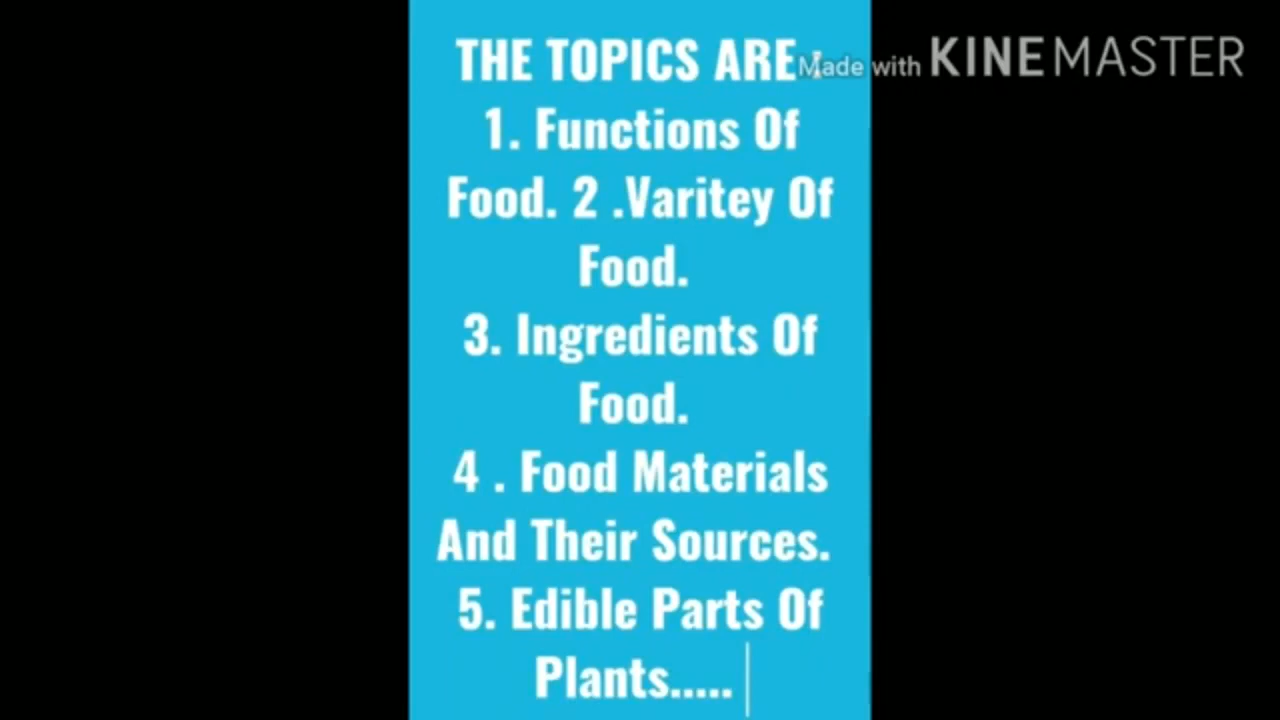 THE TOPICS ARE :
Made with KINEMASTER
1. Functions Of
Food. 2 .Varitey Of
Food.
3. Ingredients Of
Food.
4 . Food Materials
And Their Sources.
5. Edible Parts Of
Plants.....